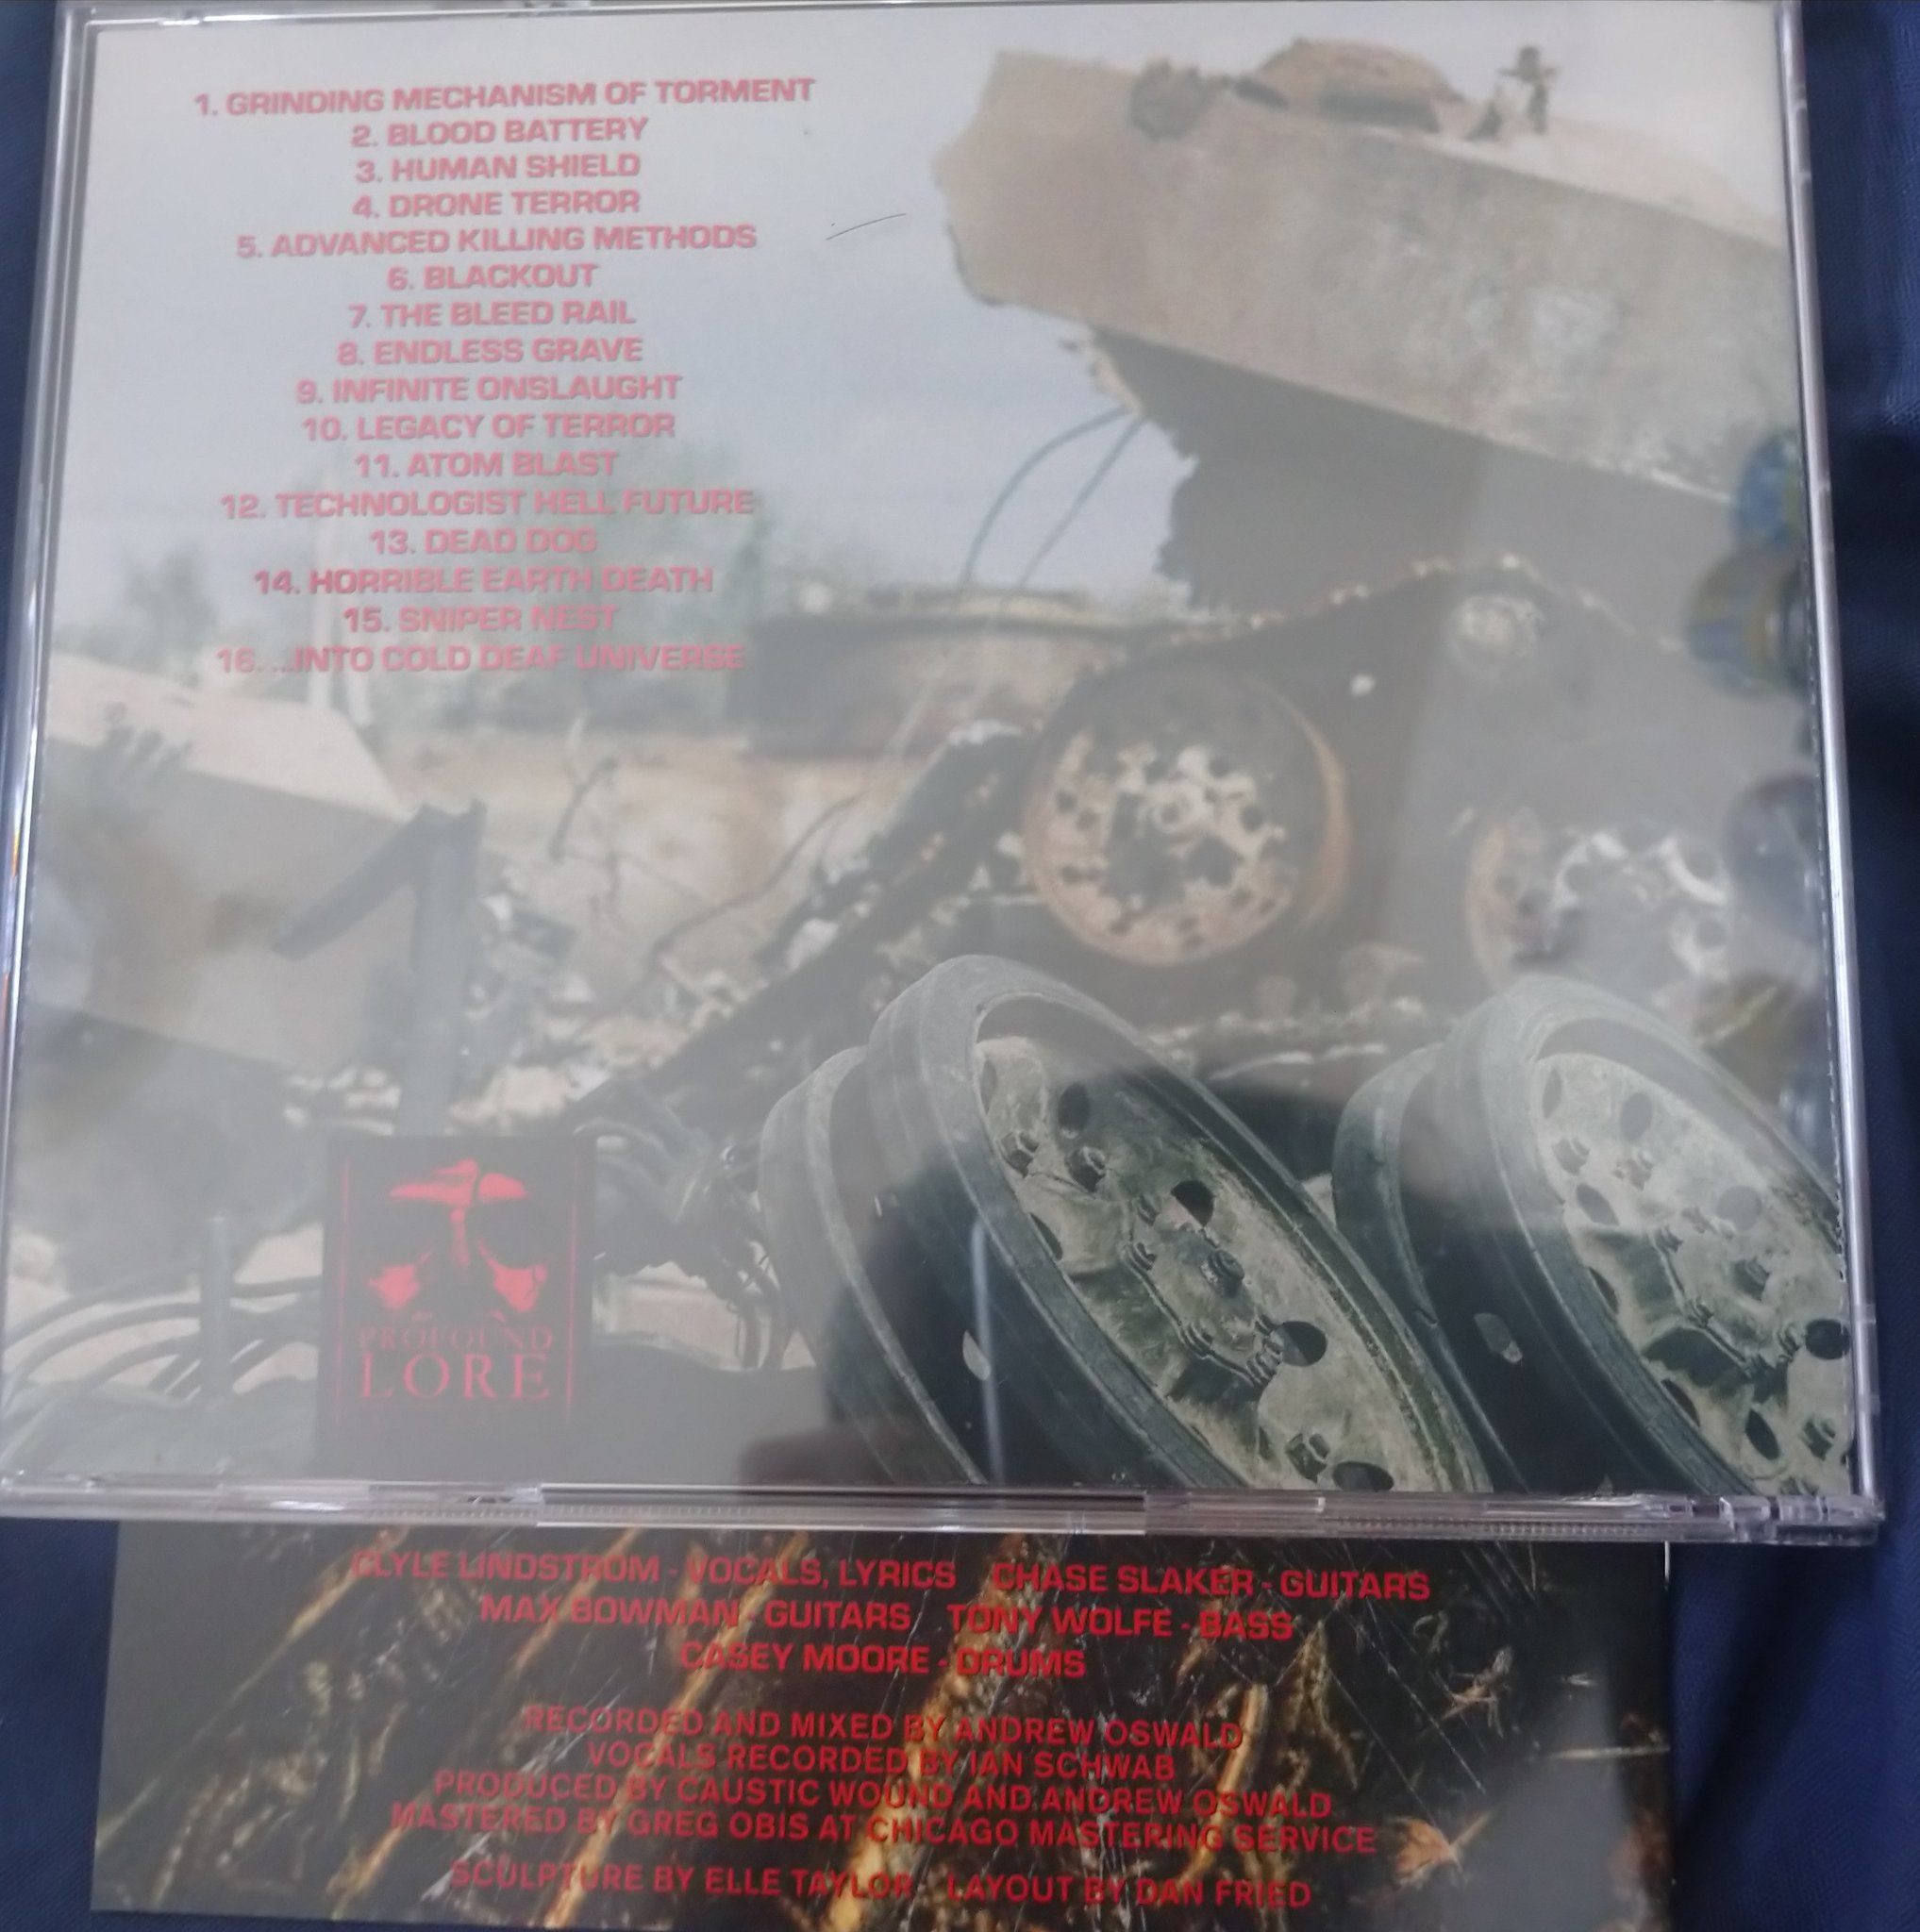 1. GRINDING MECHANISM OF TORMENT
2. BLOOD BATTERY
3. HUMAN SHIELD
4. DRONE TERROR
5. ADVANCED KILLING METHODS
6. BLACKOUT
7. THE BLEED RAIL
8. ENDLESS GRAVE
9. INFINITE ONSLAUGHT
10. LEGACY OF TERROR
11. ATOM BLAST
12. TECHNOLOGIST HELL FUTURE
13. DEAD DOG
14. HORRIBLE EARTH DEATH
15. SNIPER NEST
16. ...INTO COLD DEAF UNIVERSE
PROFOUND
LORE
CLYLE LINDSTROM - VOCALS, LYRICS CHASE SLAKER - GUITARS
MAX BOWMAN - GUITARS TONY WOLFE - BASS
CASEY MOORE - DRUMS
RECORDED AND MIXED BY ANDREW OSWALD
VOCALS RECORDED BY IAN SCHWAB
PRODUCED BY CAUSTIC WOUND AND ANDREW OSWALD
MASTERED BY GREG OBIS AT CHICAGO MASTERING SERVICE
SCULPTURE BY ELLE TAYLOR LAYOUT BY DAN FRIED